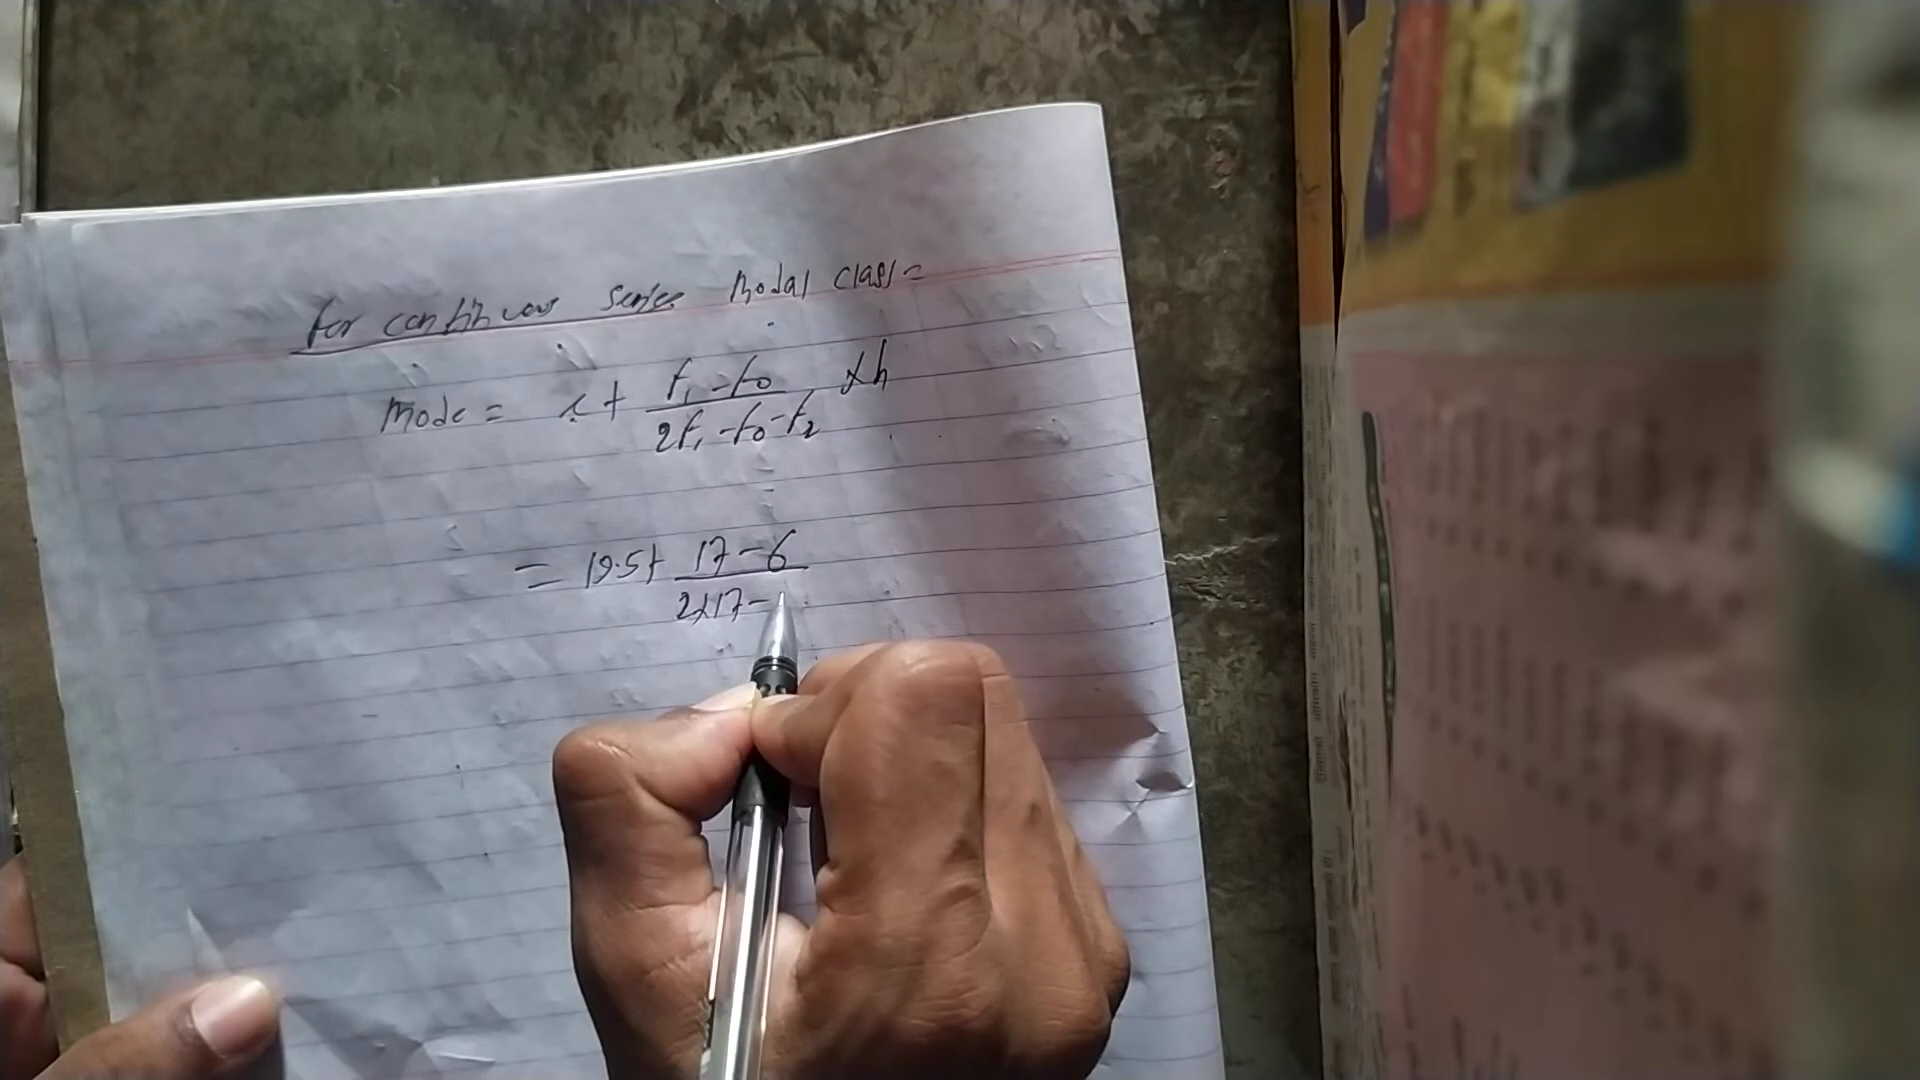 for continuous series Modal class =
Mode = l + f1 - f0 / 2f1 - f0 - f2 × h
= 19.5 + 17 - 6 / 2×17 -